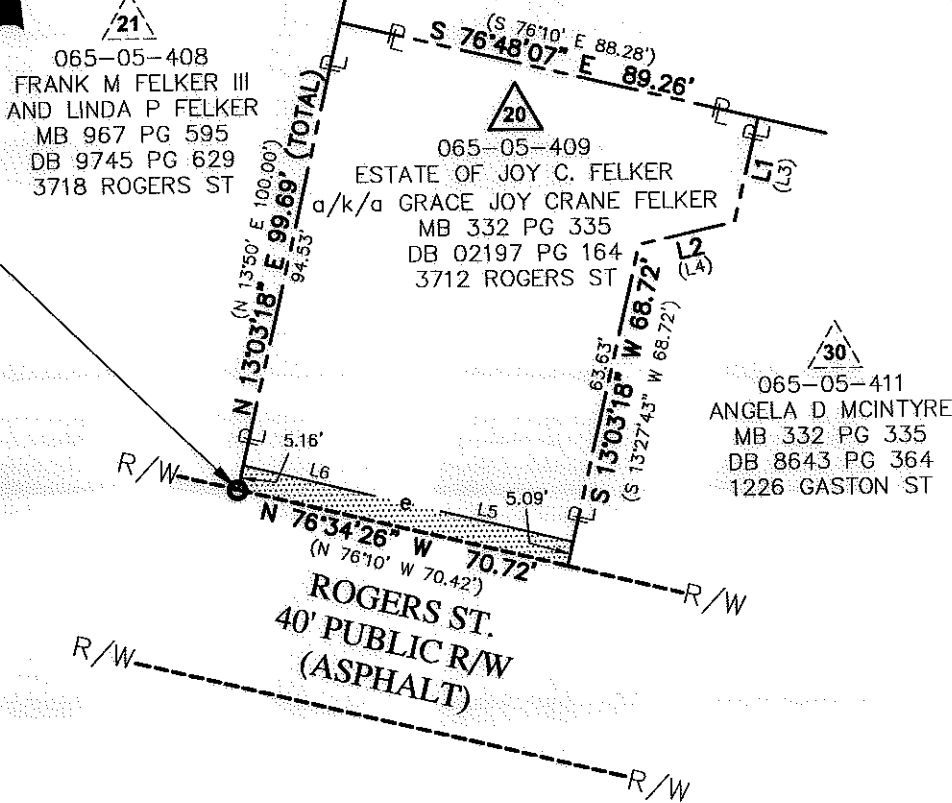 21
065-05-408
FRANK M FELKER III
AND LINDA P FELKER
MB 967 PG 595
DB 9745 PG 629
3718 ROGERS ST
(S 76°10' E 88.28')
S 76°48'07" E 89.26'
PL
PL
20
065-05-409
ESTATE OF JOY C. FELKER
a/k/a GRACE JOY CRANE FELKER
MB 332 PG 335
DB 02197 PG 164
3712 ROGERS ST
PL
(N 13°50' E 100.00')
N 13°03'18" E 99.69' (TOTAL)
94.53'
PL
PL
L1
(L3)
L2
(L4)
63.63'
S 13°03'18" W 68.72'
(S 13°27'43" W 68.72')
PL
30
065-05-411
ANGELA D MCINTYRE
MB 332 PG 335
DB 8643 PG 364
1226 GASTON ST
5.16'
L6
e
L5
5.09'
R/W
N 76°34'26" W 70.72'
(N 76°10' W 70.42')
R/W
ROGERS ST.
40' PUBLIC R/W
(ASPHALT)
R/W
R/W